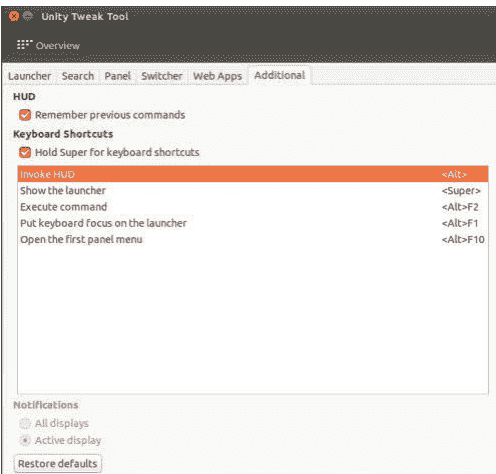 Unity Tweak Tool
Overview
Launcher Search Panel Switcher Web Apps Additional
HUD
Remember previous commands
Keyboard Shortcuts
Hold Super for keyboard shortcuts
Invoke HUD <Alt>
Show the launcher <Super>
Execute command <Alt>F2
Put keyboard focus on the launcher <Alt>F1
Open the first panel menu <Alt>F10
Notifications
All displays
Active display
Restore defaults